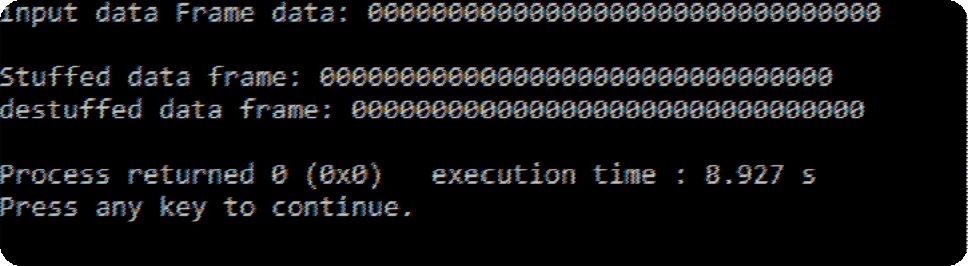 Input data Frame data: 00000000000000000000000000000000
Stuffed data frame: 00000000000000000000000000000000
destuffed data frame: 00000000000000000000000000000000
Process returned 0 (0x0)   execution time : 8.927 s
Press any key to continue.